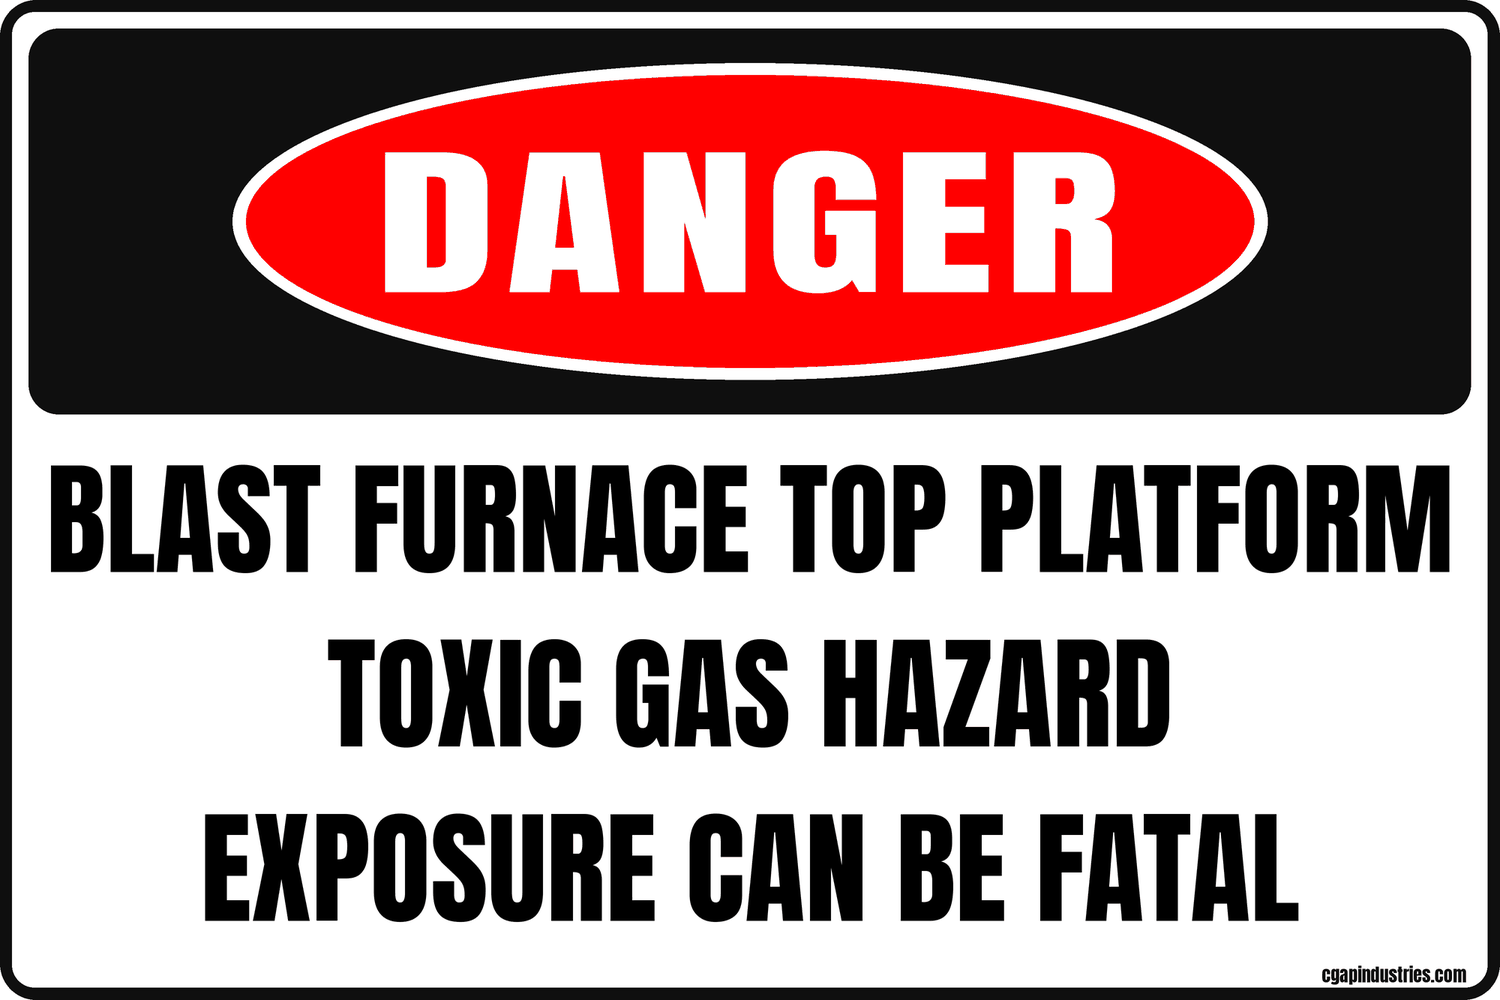 DANGER
BLAST FURNACE TOP PLATFORM
TOXIC GAS HAZARD
EXPOSURE CAN BE FATAL
cgapindustries.com